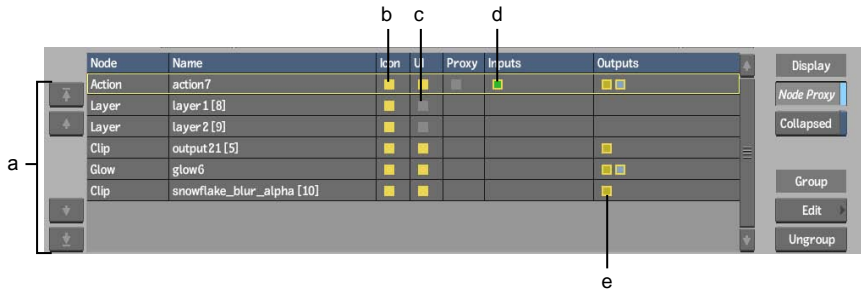 b c d
Node Name Icon UI Proxy Inputs Outputs
Action action7
Layer layer1[8]
Layer layer2[9]
Clip output21[5]
Glow glow6
Clip snowflake_blur_alpha[10]
a
Display
Node Proxy
Collapsed
Group
Edit
Ungroup
e